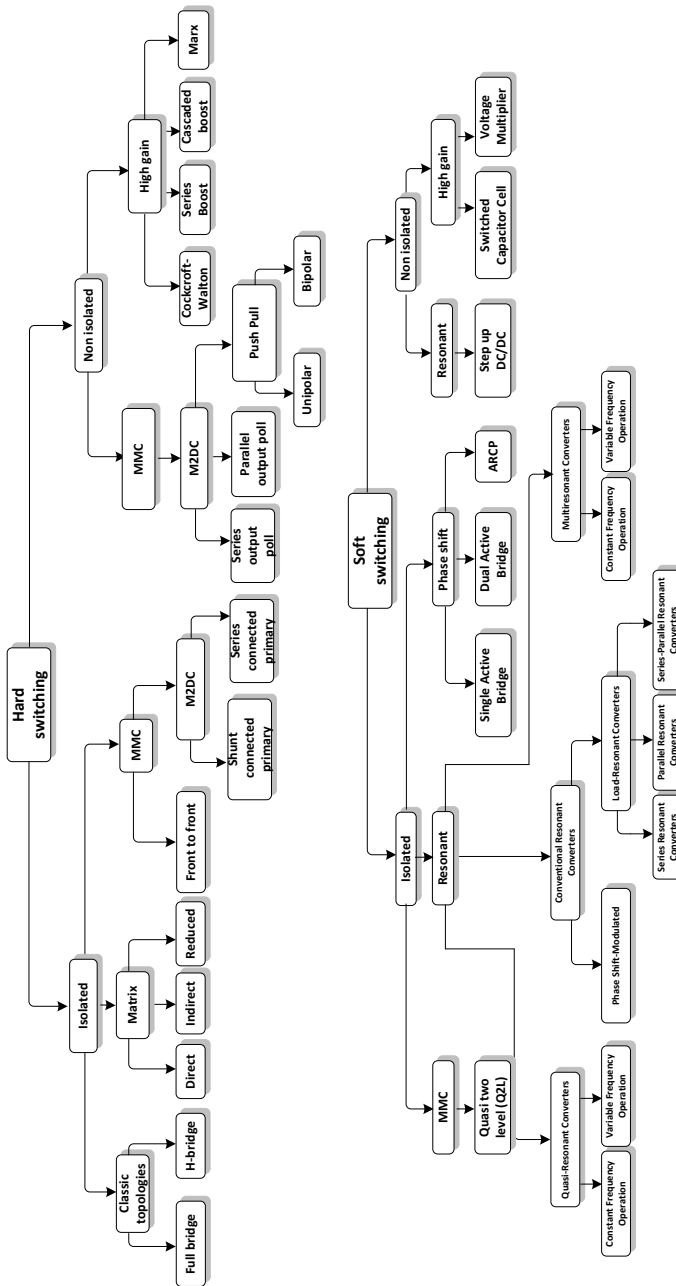 Hard
switching
Isolated
Non isolated
Classic
topologies
Matrix
MMC
MMC
High gain
Full bridge
H-bridge
Direct
Indirect
Reduced
Front to front
M2DC
M2DC
Cockcroft-
Walton
Series
Boost
Cascaded
boost
Marx
Shunt
connected
primary
Series
connected
primary
Series
output
poll
Parallel
output poll
Push Pull
Unipolar
Bipolar
Soft
switching
Isolated
Non isolated
MMC
Resonant
Phase shift
Resonant
High gain
Quasi two
level (Q2L)
Single Active
Bridge
Dual Active
Bridge
ARCP
Step up
DC/DC
Switched
Capacitor Cell
Voltage
Multiplier
Quasi-Resonant Converters
Conventional Resonant
Converters
Multiresonant Converters
Constant Frequency
Operation
Variable Frequency
Operation
Phase Shift-Modulated
Load-Resonant Converters
Constant Frequency
Operation
Variable Frequency
Operation
Series Resonant
Converters
Parallel Resonant
Converters
Series-Parallel Resonant
Converters